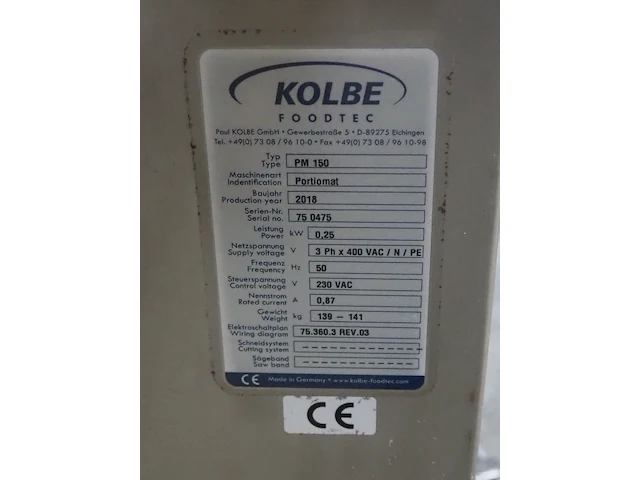 KOLBE
FOODTEC
Paul KOLBE GmbH • Gewerbestraße 5 • D-89275 Elchingen
Tel. +49(0) 73 08 / 96 10-0 • Fax +49(0) 73 08 / 96 10-98
Typ
Type PM 150
Maschinenart
Indentification Portiomat
Baujahr
Production year 2018
Serien-Nr.
Serial no. 75 0475
Leistung
Power kW 0,25
Netzspannung
Supply voltage V 3 Ph x 400 VAC / N / PE
Frequenz
Frequency Hz 50
Steuerspannung
Control voltage V 230 VAC
Nennstrom
Rated current A 0,87
Gewicht
Weight kg 139 – 141
Elektroschaltplan
Wiring diagram 75.360.3 REV.03
Schneidsystem
Cutting system ---------------
Sägeband
Saw band ---------------
CE Made in Germany • www.kolbe-foodtec.com
CE